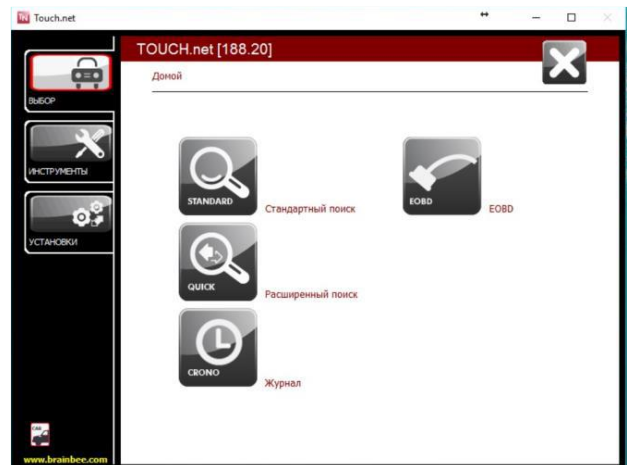 Touch.net
TOUCH.net [188.20]
Домой
ВЫБОР
ИНСТРУМЕНТЫ
УСТАНОВКИ
STANDARD
Стандартный поиск
EOBD
EOBD
QUICK
Расширенный поиск
CRONO
Журнал
CAR
www.brainbee.com